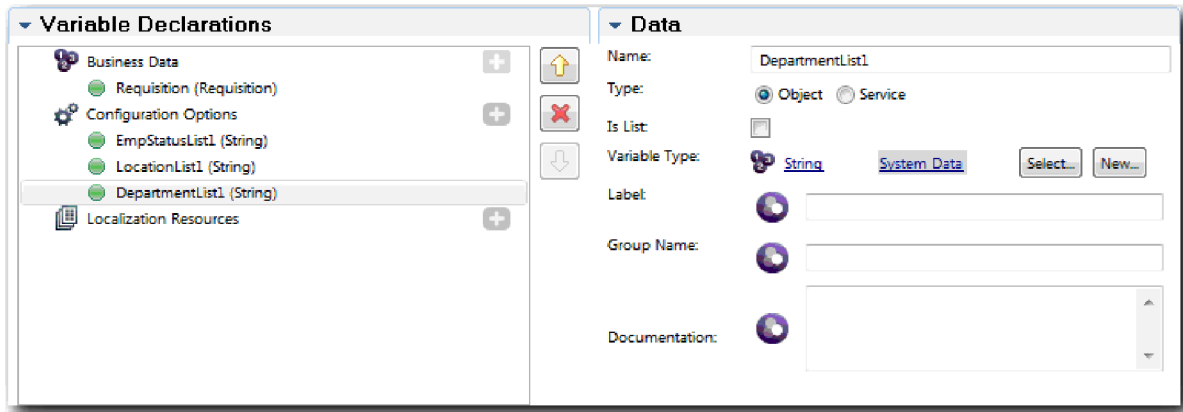 Variable Declarations
Business Data
Requisition (Requisition)
Configuration Options
EmpStatusList1 (String)
LocationList1 (String)
DepartmentList1 (String)
Localization Resources
Data
Name: DepartmentList1
Type: Object Service
Is List:
Variable Type: String System Data Select... New...
Label:
Group Name:
Documentation: